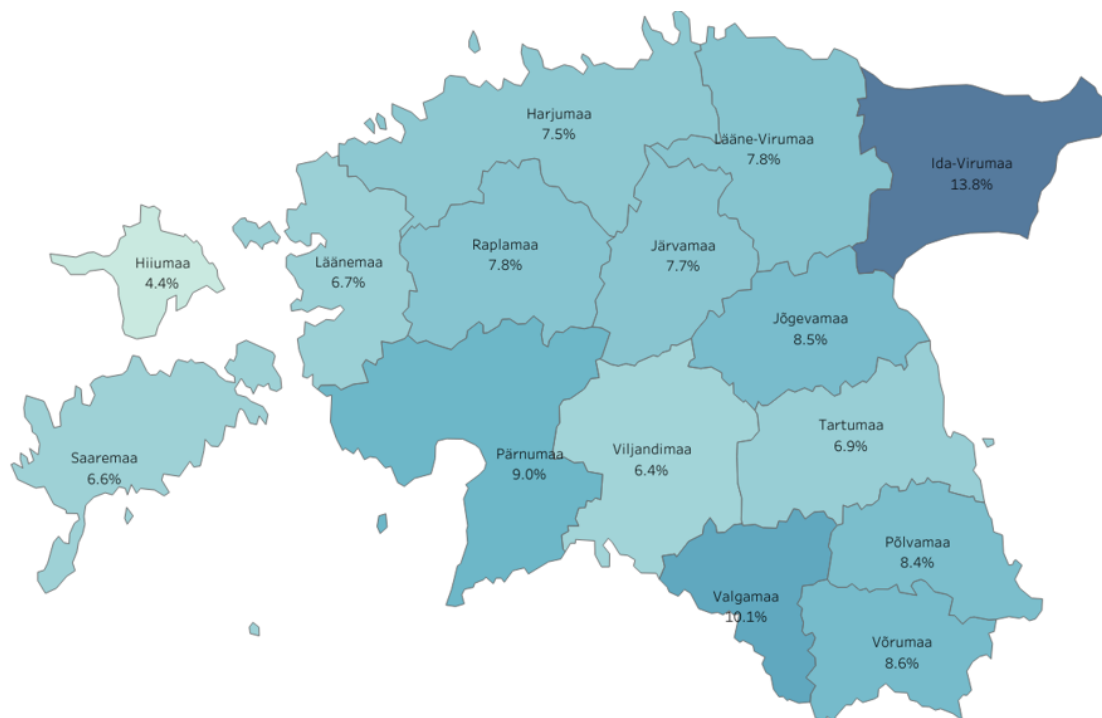 Harjumaa
7.5%
Lääne-Virumaa
7.8%
Ida-Virumaa
13.8%
Hiiumaa
4.4%
Läänemaa
6.7%
Raplamaa
7.8%
Järvamaa
7.7%
Jõgevamaa
8.5%
Saaremaa
6.6%
Pärnumaa
9.0%
Viljandimaa
6.4%
Tartumaa
6.9%
Põlvamaa
8.4%
Valgamaa
10.1%
Võrumaa
8.6%